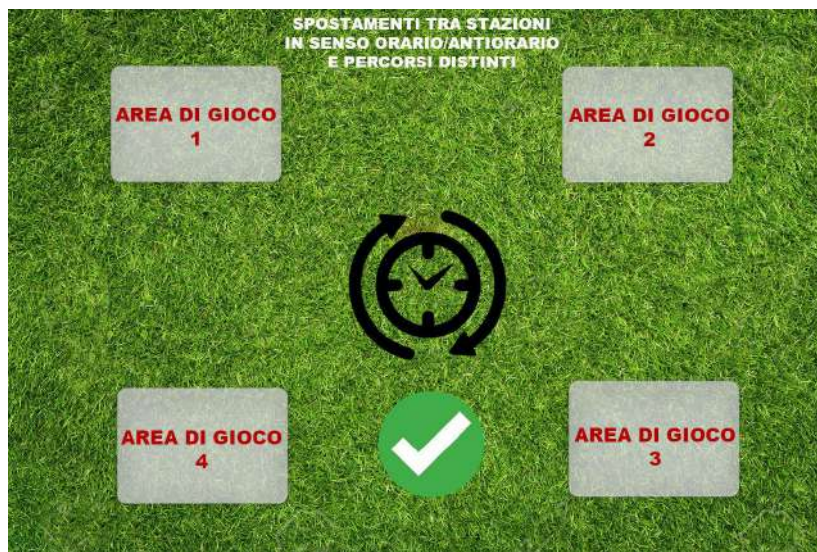 SPOSTAMENTI TRA STAZIONI
IN SENSO ORARIO/ANTIORARIO
E PERCORSI DISTINTI
AREA DI GIOCO
1
AREA DI GIOCO
2
AREA DI GIOCO
4
AREA DI GIOCO
3